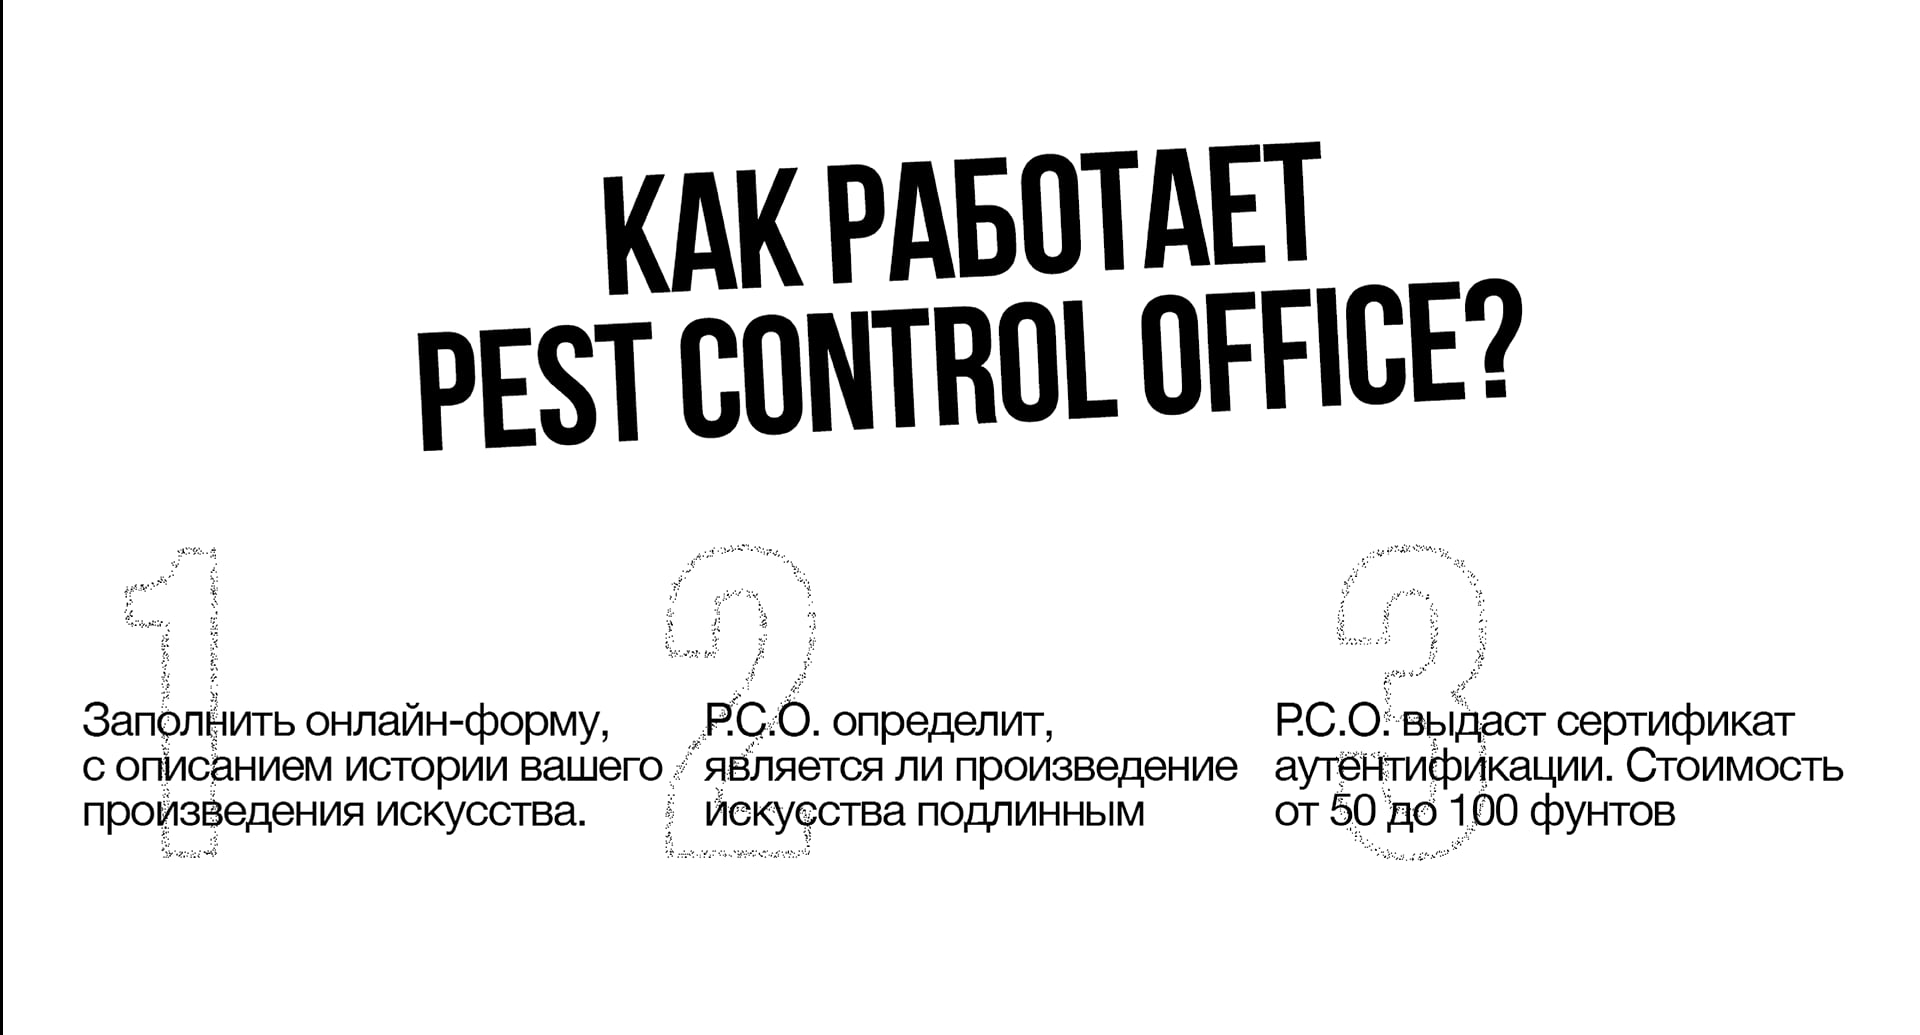 КАК РАБОТАЕТ
PEST CONTROL OFFICE?
1
Заполнить онлайн-форму,
с описанием истории вашего
произведения искусства.
2
P.C.O. определит,
является ли произведение
искусства подлинным
3
P.C.O. выдаст сертификат
аутентификации. Стоимость
от 50 до 100 фунтов